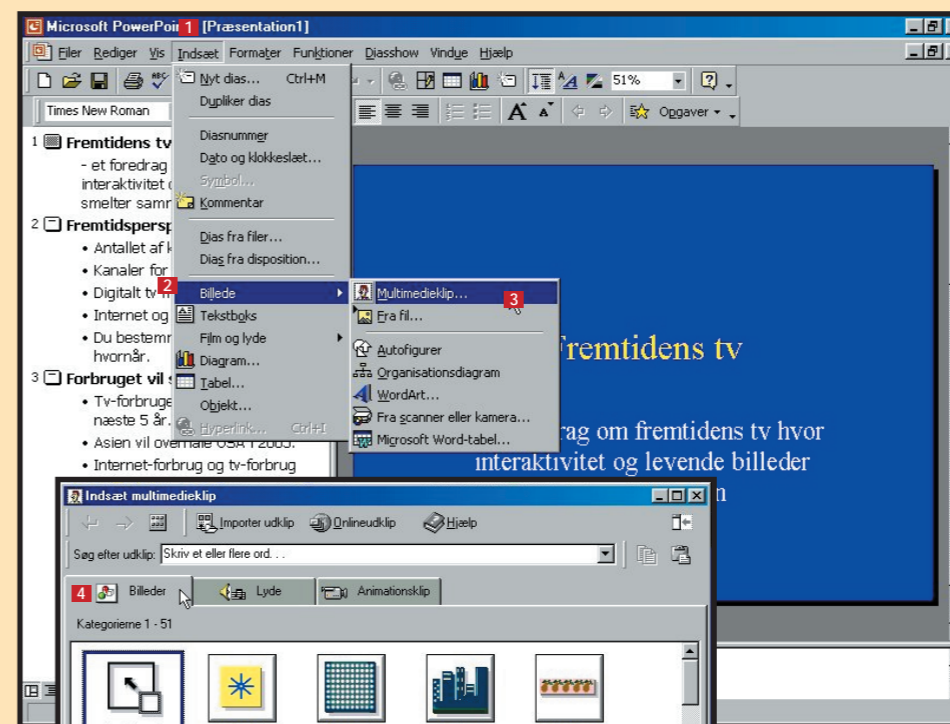 Microsoft PowerPoi 1 [Præsentation1]
Filer Rediger Vis Indsæt Formater Funktioner Diasshow Vindue Hjælp
51%
Times New Roman
Opgaver
Nyt dias... Ctrl+M
Dupliker dias
Diasnummer
Dato og klokkeslæt...
Symbol...
Kommentar
Dias fra filer...
Dias fra disposition...
2 Billede
Tekstboks
Film og lyde
Diagram...
Tabel...
Objekt...
Hyperlink... Ctrl+I
Multimedieklip... 3
Fra fil...
Autofigurer
Organisationsdiagram
WordArt...
Fra scanner eller kamera...
Microsoft Word-tabel...
1 Fremtidens tv
- et foredrag
interaktivitet
smelter samm
2 Fremtidspersp
• Antallet af k
• Kanaler for
• Digitalt tv
• Internet og
• Du bestemr
hvornår.
3 Forbruget vil s
• Tv-forbruge
næste 5 år.
• Asien vil overhale USA i 2003.
• Internet-forbrug og tv-forbrug
Fremtidens tv
rag om fremtidens tv hvor
interaktivitet og levende billeder
n
Indsæt multimedieklip
Importer udklip Onlineudklip Hjælp
Søg efter udklip: Skriv et eller flere ord. . .
4 Billeder Lyde Animationsklip
Kategorierne 1 - 51